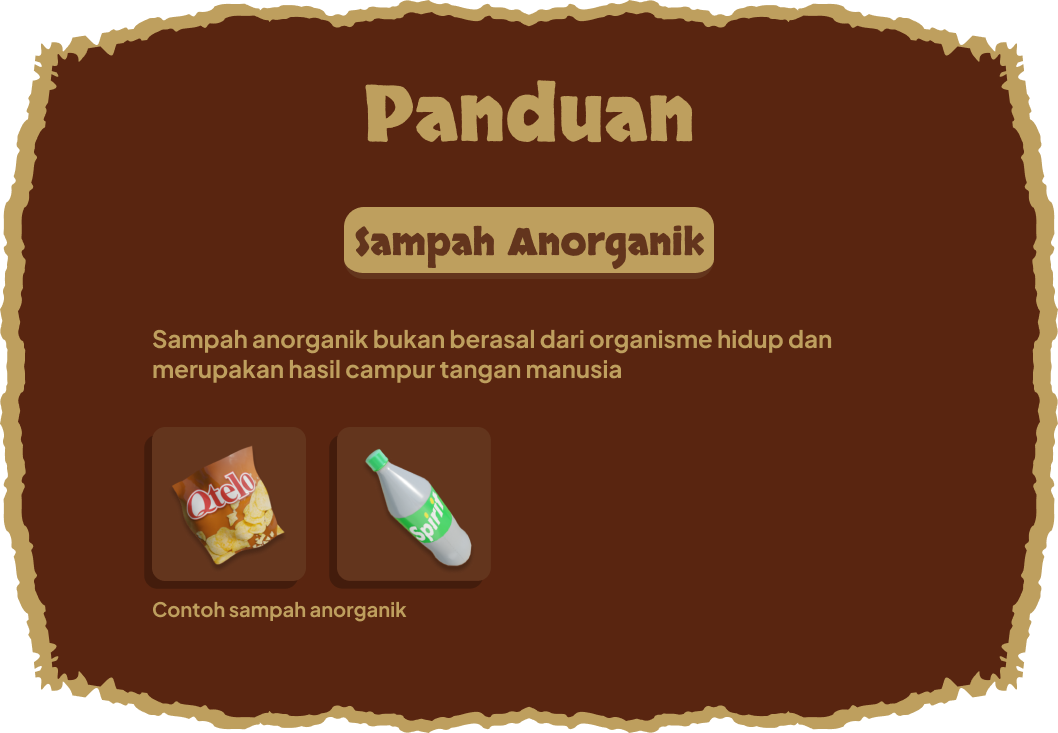 Panduan
Sampah Anorganik
Sampah anorganik bukan berasal dari organisme hidup dan
merupakan hasil campur tangan manusia
Qtelo
Spirit
Contoh sampah anorganik